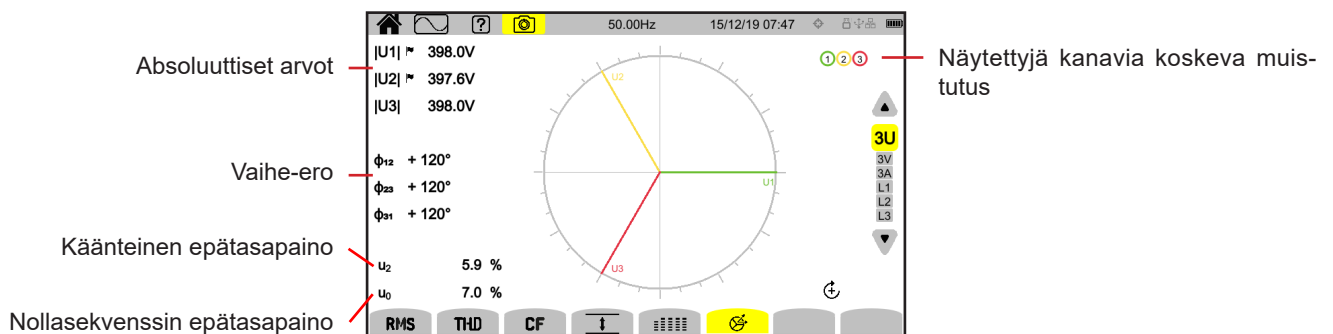 50.00Hz 15/12/19 07:47
Absoluuttiset arvot
|U1| 398.0V
|U2| 397.6V
|U3| 398.0V
Vaihe-ero
ϕ₁₂ + 120°
ϕ₂₃ + 120°
ϕ₃₁ + 120°
Käänteinen epätasapaino
u₂ 5.9 %
Nollasekvenssin epätasapaino
u₀ 7.0 %
U2
U1
U3
1 2 3
Näytettyjä kanavia koskeva muis-
tutus
3U
3V
3A
L1
L2
L3
RMS THD CF